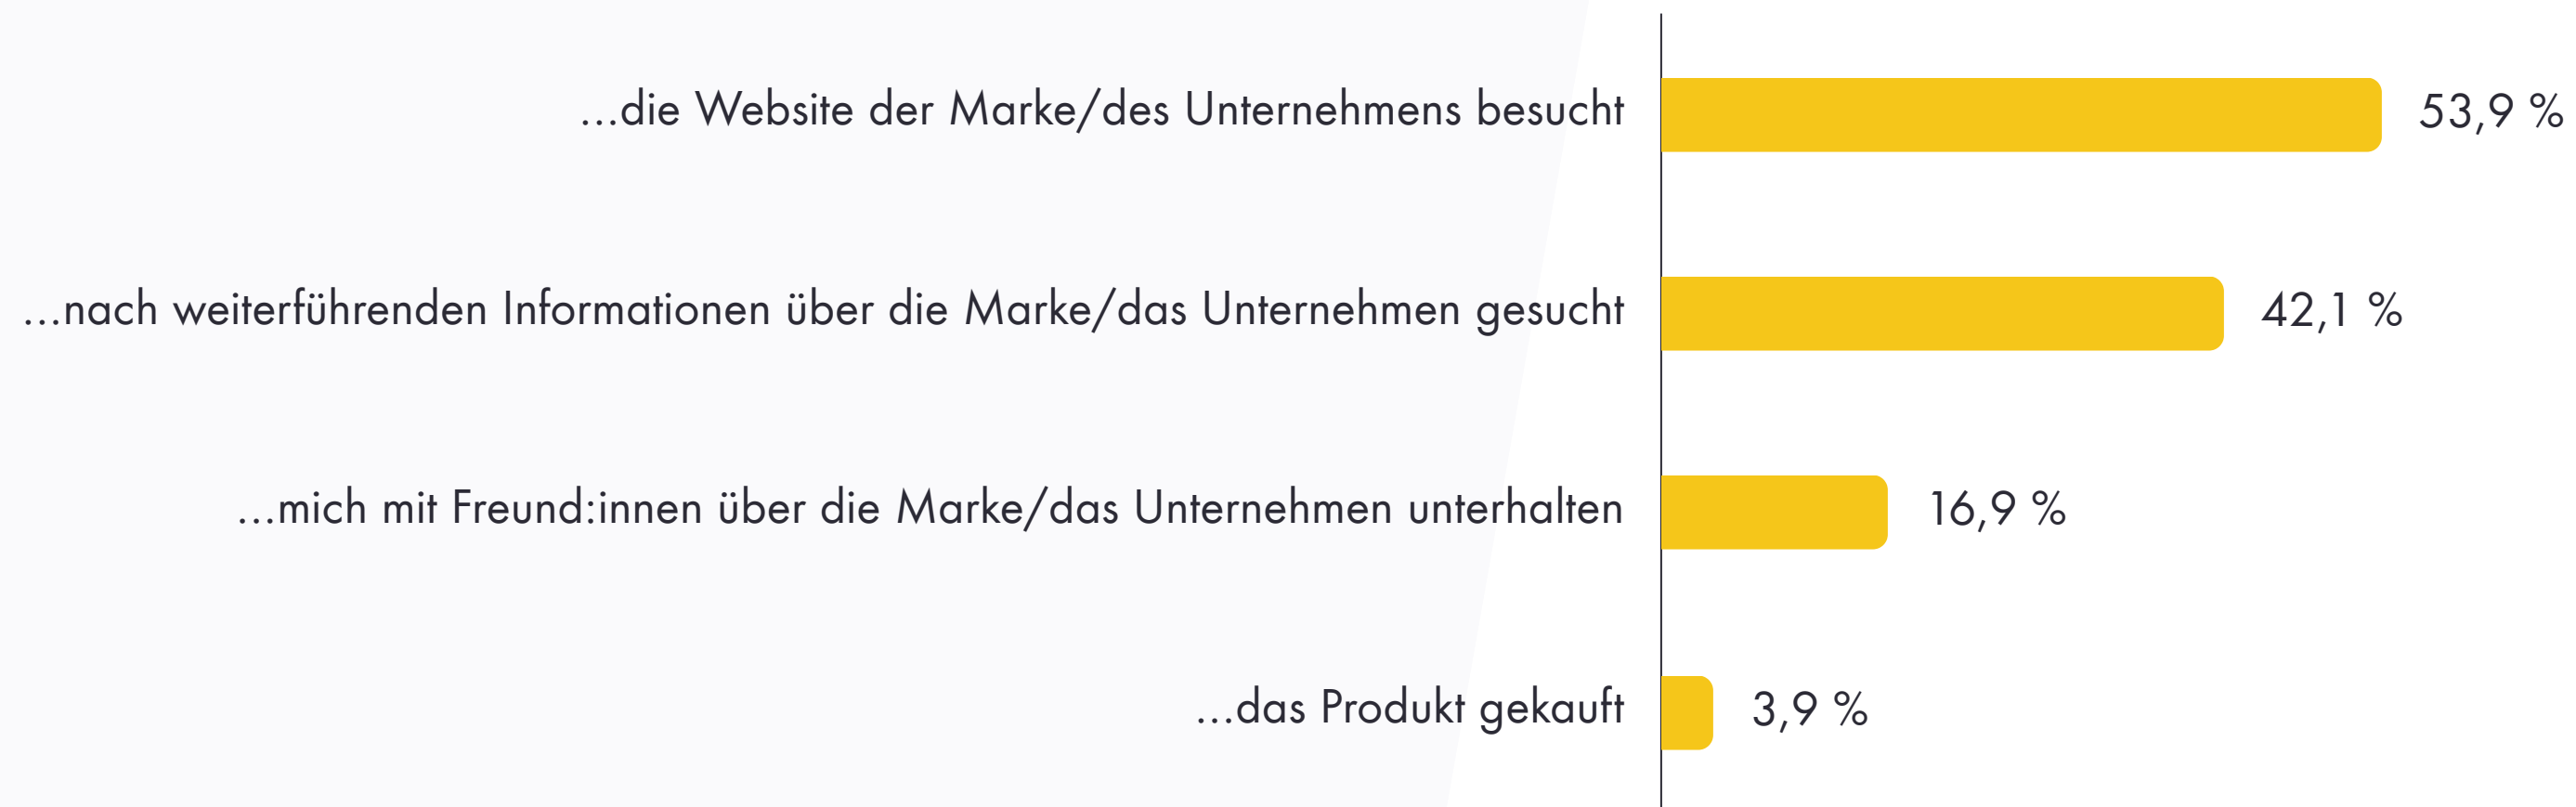 ...die Website der Marke/des Unternehmens besucht 53,9 %
...nach weiterführenden Informationen über die Marke/das Unternehmen gesucht 42,1 %
...mich mit Freund:innen über die Marke/das Unternehmen unterhalten 16,9 %
...das Produkt gekauft 3,9 %